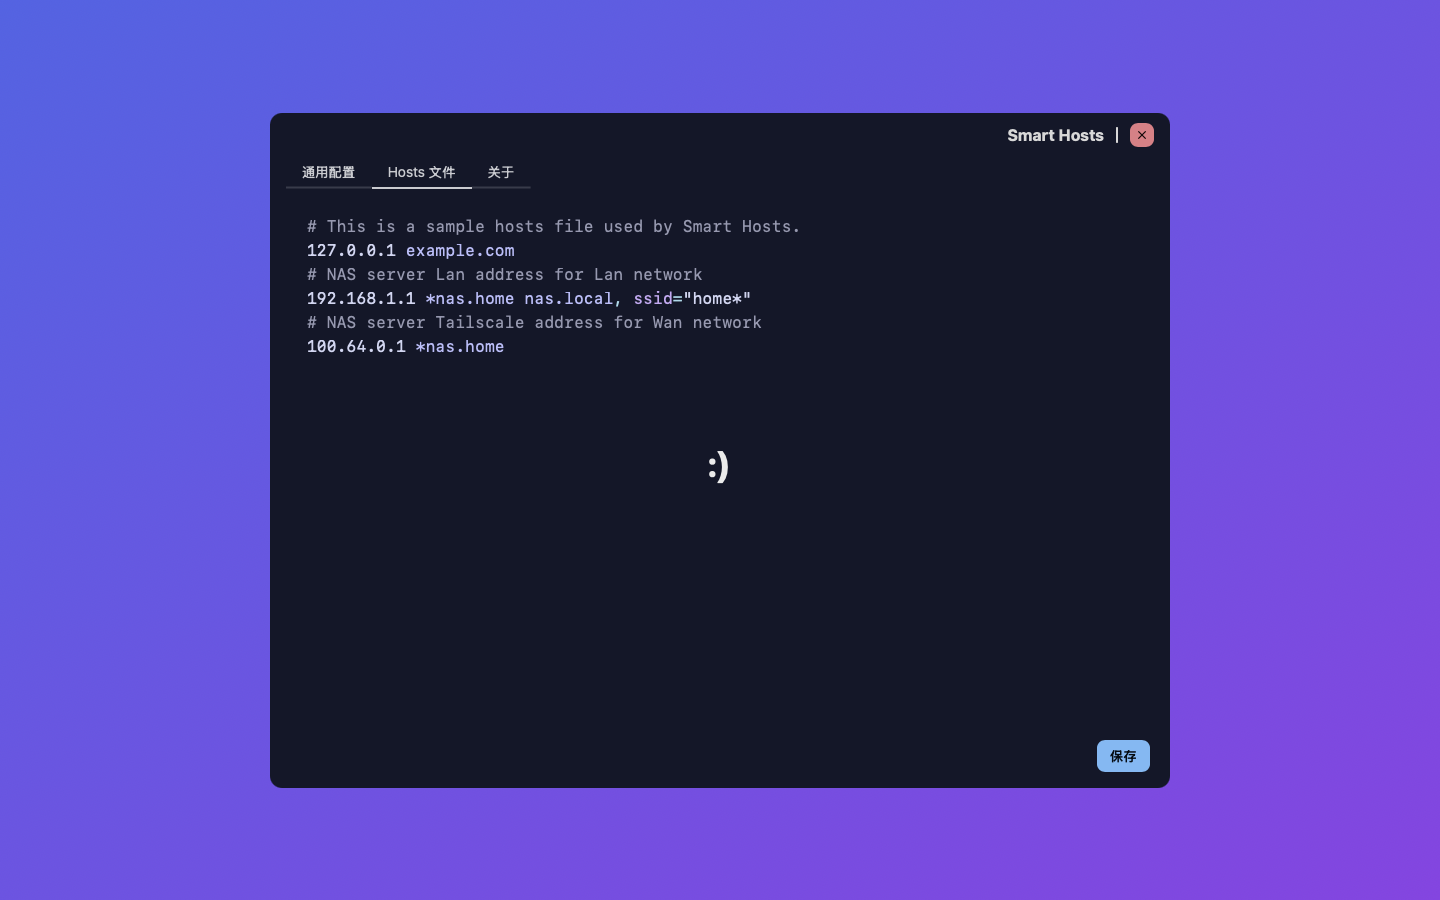 Smart Hosts |
通用配置 Hosts 文件 关于
# This is a sample hosts file used by Smart Hosts.
127.0.0.1 example.com
# NAS server Lan address for Lan network
192.168.1.1 *nas.home nas.local, ssid="home*"
# NAS server Tailscale address for Wan network
100.64.0.1 *nas.home
:)
保存